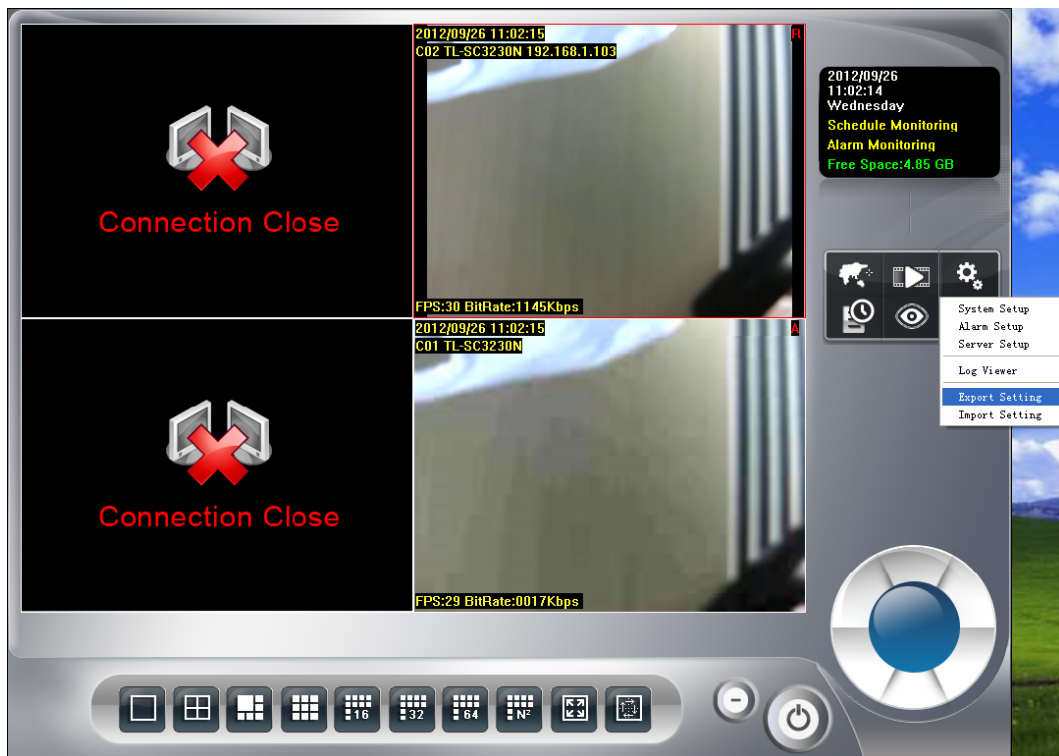 Connection Close
2012/09/26 11:02:15
R
C02 TL-SC3230N 192.168.1.103
FPS:30 BitRate:1145Kbps
Connection Close
2012/09/26 11:02:15
A
C01 TL-SC3230N
FPS:29 BitRate:0017Kbps
2012/09/26
11:02:14
Wednesday
Schedule Monitoring
Alarm Monitoring
Free Space:4.85 GB
System Setup
Alarm Setup
Server Setup
Log Viewer
Export Setting
Import Setting
16
32
64
N²